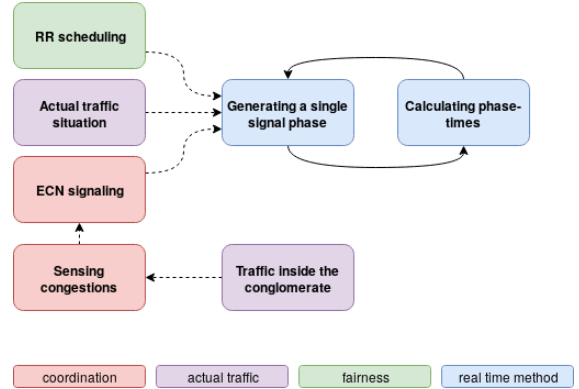 RR scheduling
Actual traffic
situation
Generating a single
signal phase
Calculating phase-
times
ECN signaling
Sensing
congestions
Traffic inside the
conglomerate
coordination
actual traffic
fairness
real time method